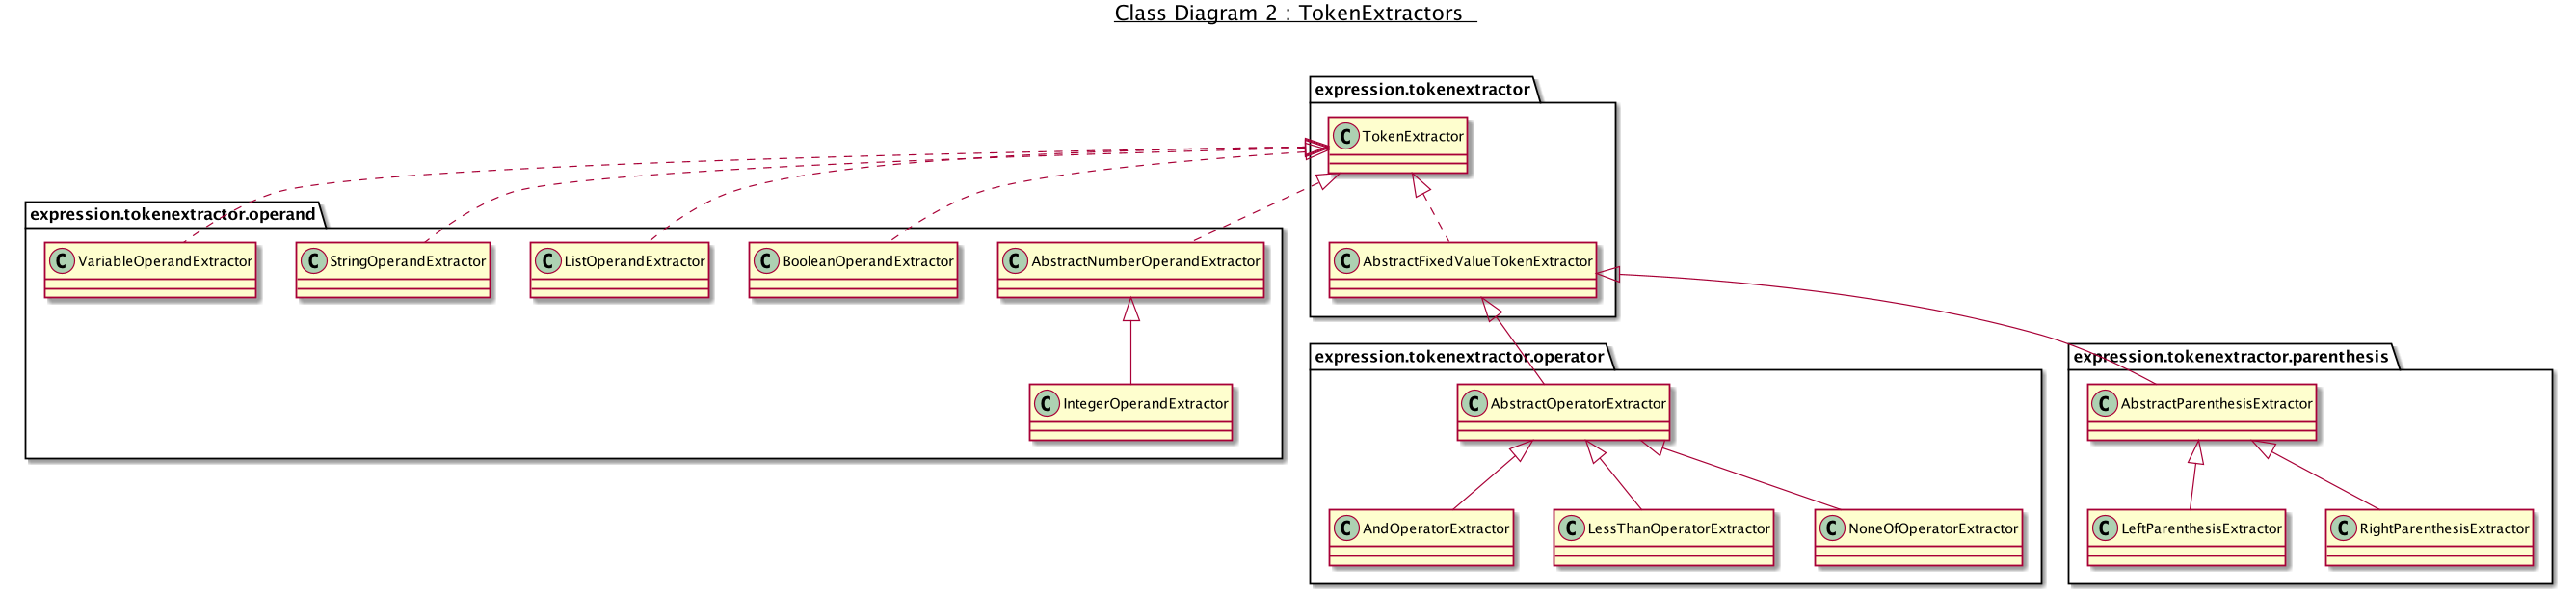 Class Diagram 2 : TokenExtractors
expression.tokenextractor
C TokenExtractor
expression.tokenextractor.operand
C VariableOperandExtractor
C StringOperandExtractor
C ListOperandExtractor
C BooleanOperandExtractor
C AbstractNumberOperandExtractor
C AbstractFixedValueTokenExtractor
expression.tokenextractor.operator
expression.tokenextractor.parenthesis
C IntegerOperandExtractor
C AbstractOperatorExtractor
C AbstractParenthesisExtractor
C AndOperatorExtractor
C LessThanOperatorExtractor
C NoneOfOperatorExtractor
C LeftParenthesisExtractor
C RightParenthesisExtractor